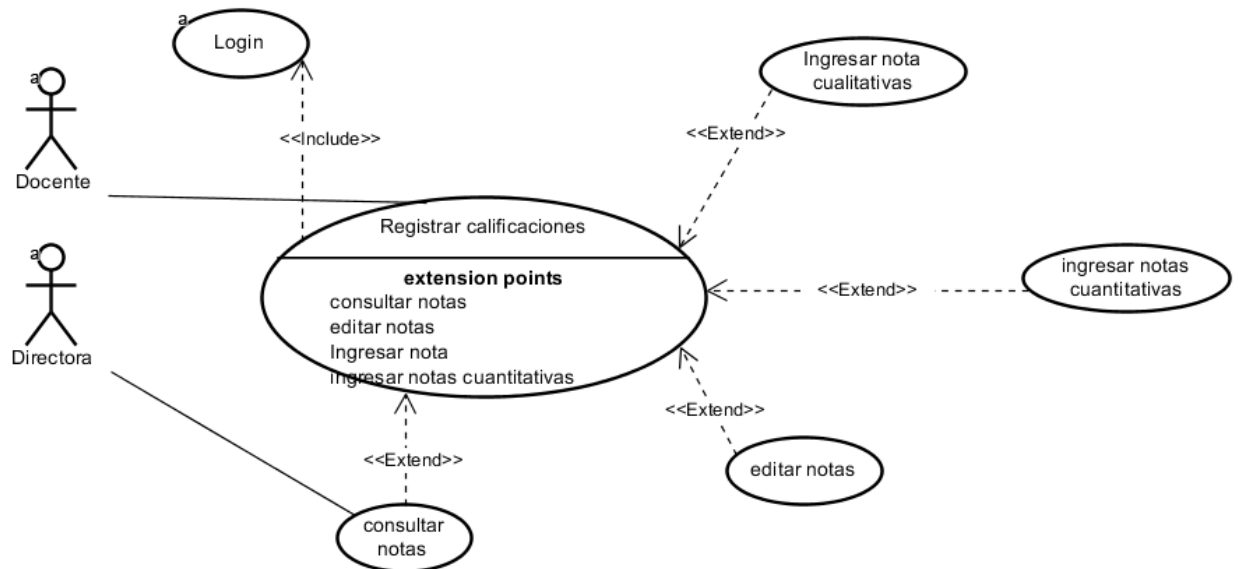 a
Login
a
Docente
<<Include>>
Ingresar nota
cualitativas
<<Extend>>
Registrar calificaciones
extension points
consultar notas
editar notas
Ingresar nota
ingresar notas cuantitativas
a
Directora
<<Extend>>
ingresar notas
cuantitativas
<<Extend>>
editar notas
<<Extend>>
consultar
notas